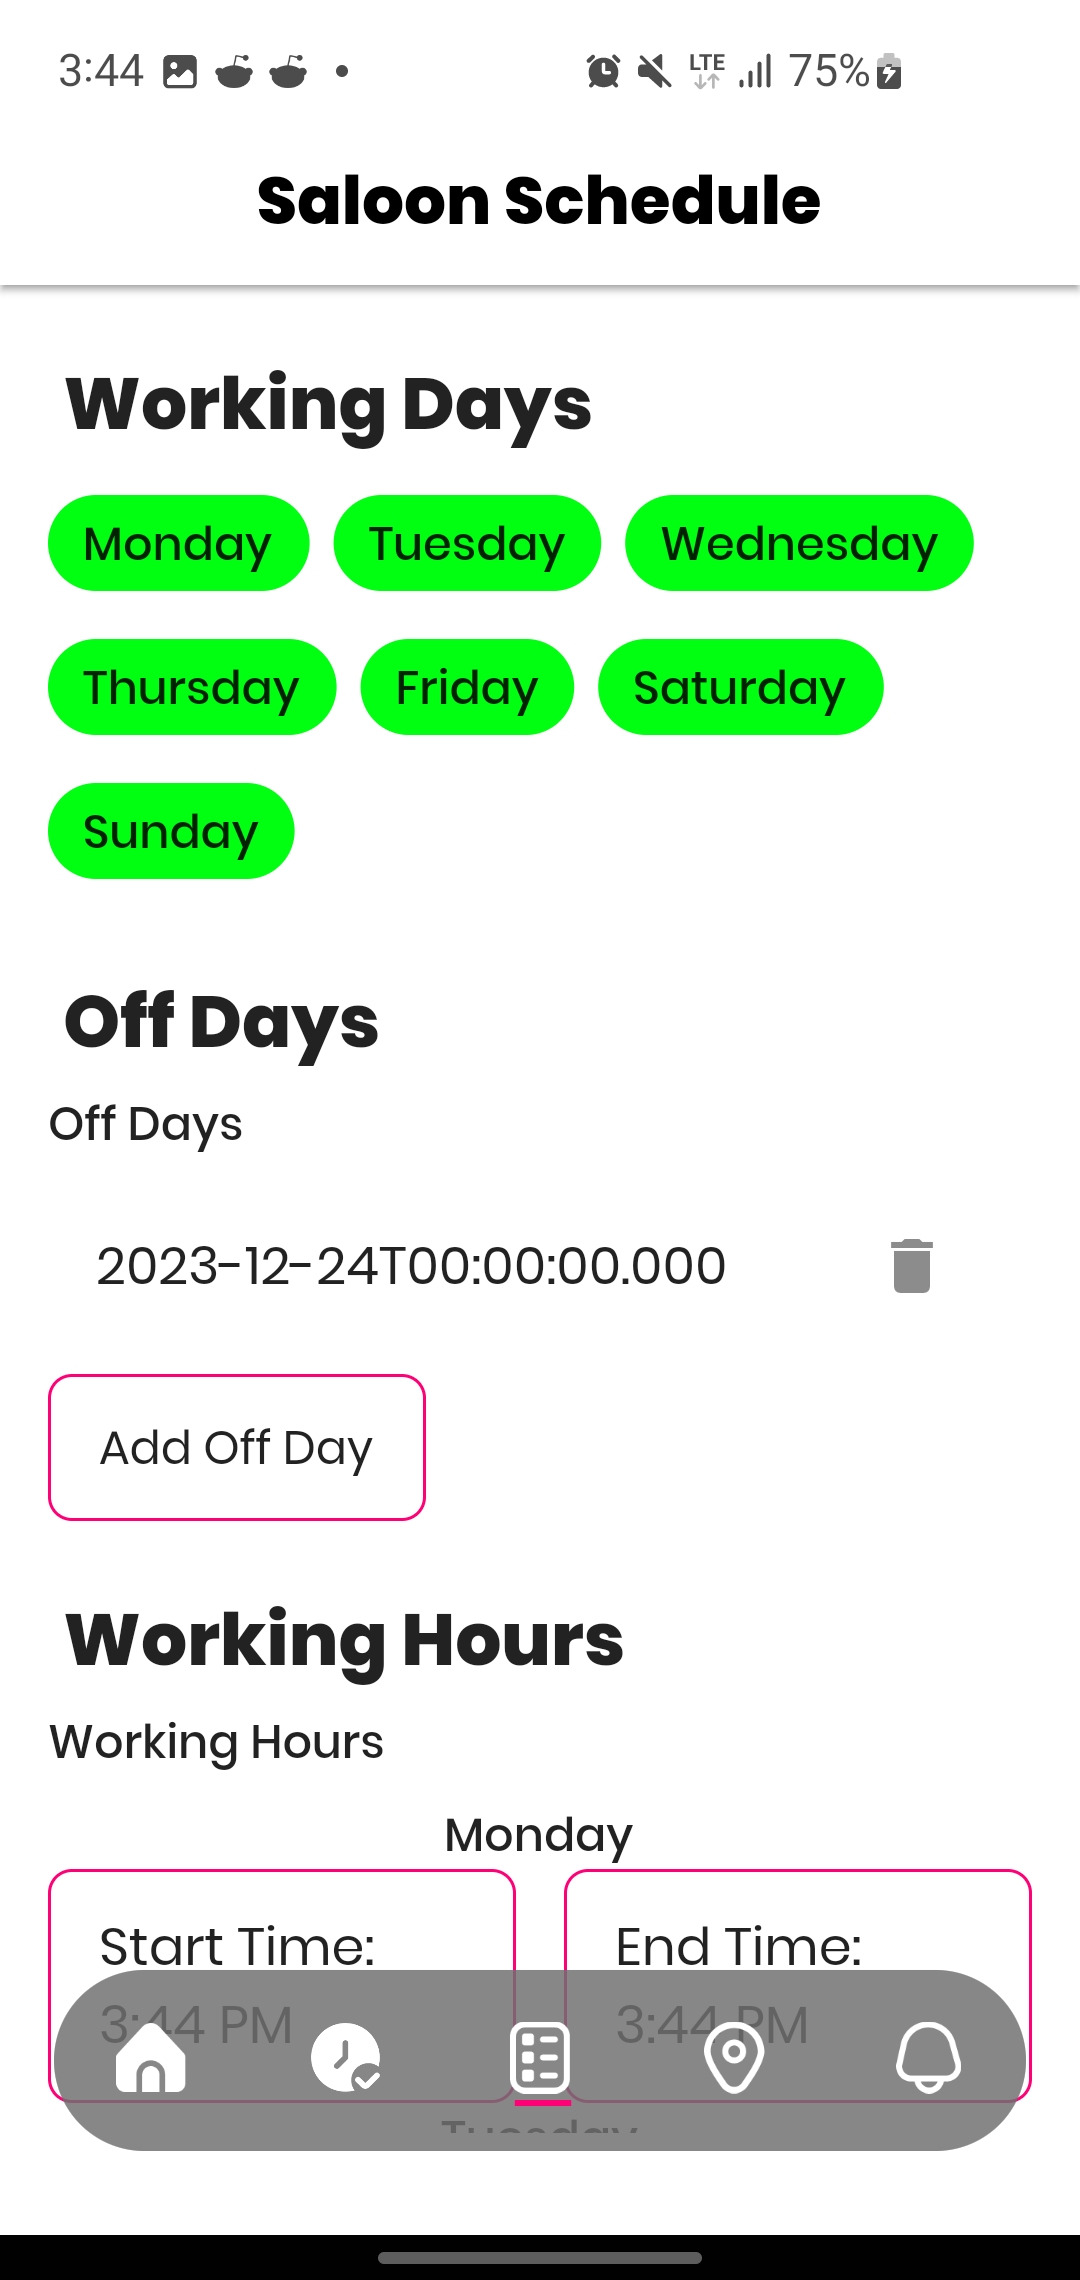 3:44 LTE 75%
Saloon Schedule
Working Days
Monday Tuesday Wednesday
Thursday Friday Saturday
Sunday
Off Days
Off Days
2023-12-24T00:00:00.000
Add Off Day
Working Hours
Working Hours
Monday
Start Time: End Time:
3:44 PM 3:44 PM
Tuesday